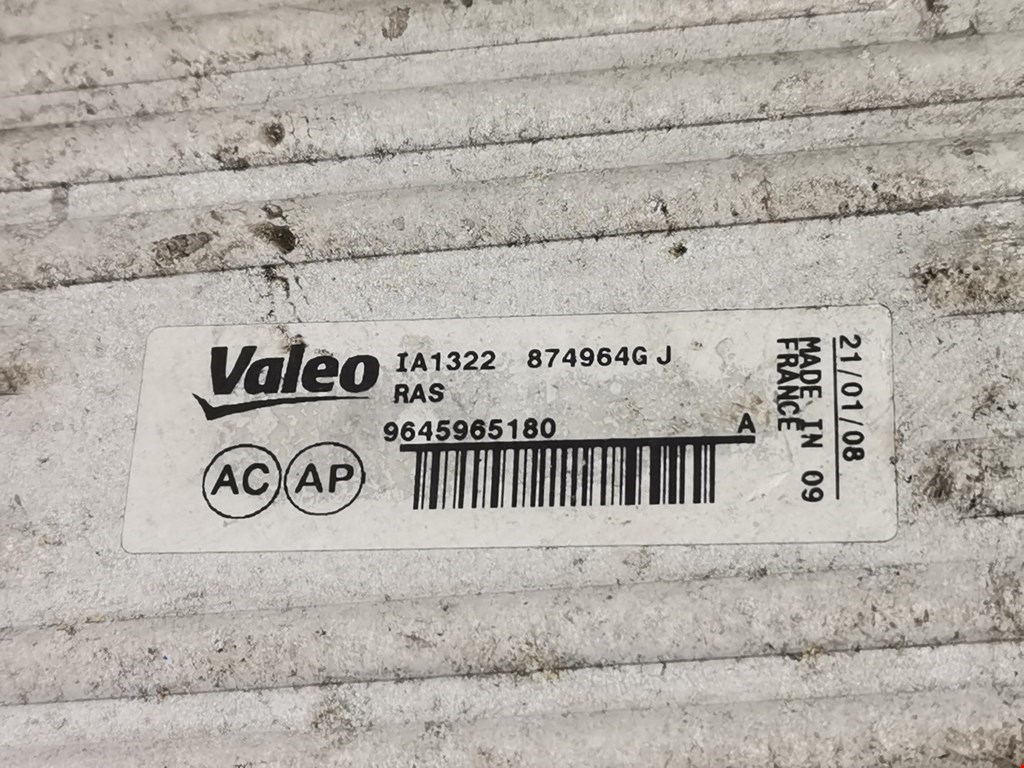 Valeo IA1322 874964G J
RAS
9645965180 A
AC AP
MADE IN 09
FRANCE
21/01/08